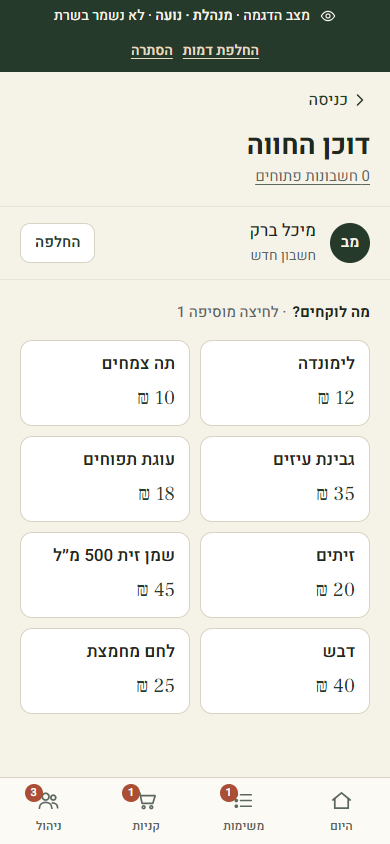 מצב הדגמה · מנהלת · נועה · לא נשמר בשרת
החלפת דמות הסתרה
כניסה
דוכן החווה
0 חשבונות פתוחים
מב
מיכל ברק
חשבון חדש
החלפה
מה לוקחים? · לחיצה מוסיפה 1
לימונדה
12 ₪
תה צמחים
10 ₪
גבינת עיזים
35 ₪
עוגת תפוחים
18 ₪
זיתים
20 ₪
שמן זית 500 מ״ל
45 ₪
דבש
40 ₪
לחם מחמצת
25 ₪
היום
1
משימות
1
קניות
3
ניהול